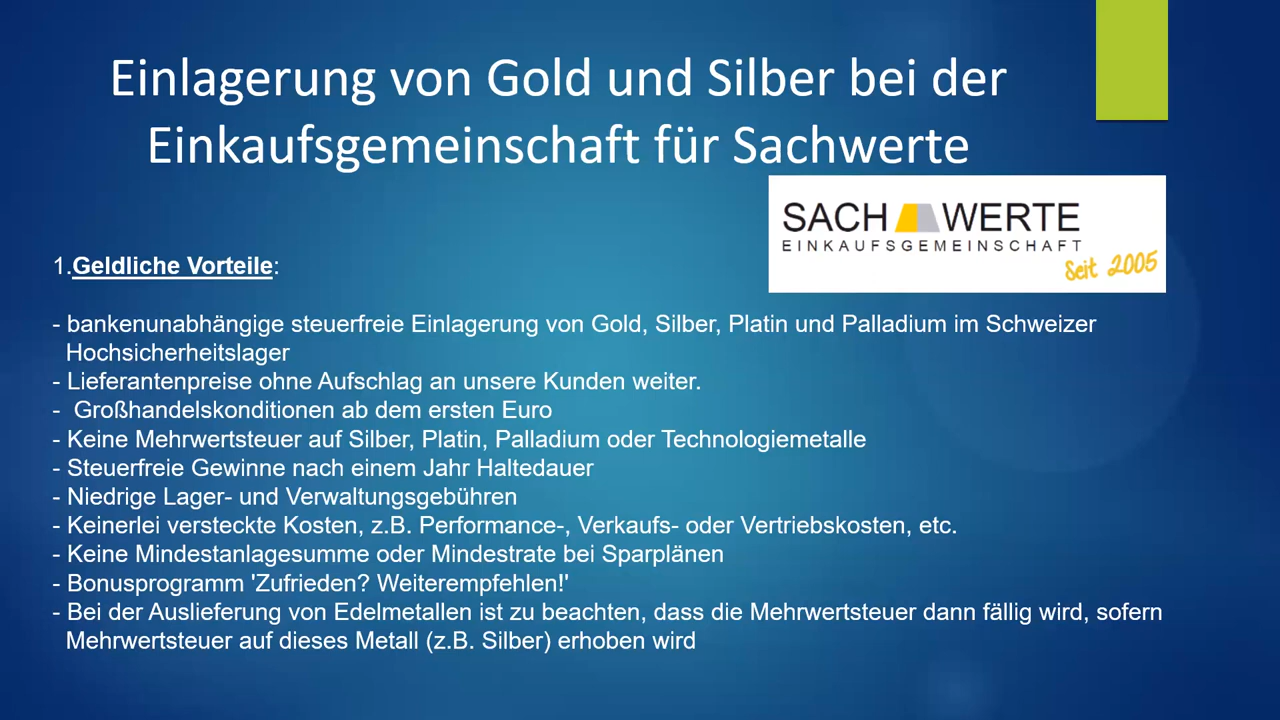 Einlagerung von Gold und Silber bei der
Einkaufsgemeinschaft für Sachwerte
SACH WERTE
EINKAUFSGEMEINSCHAFT
Seit 2005
1.Geldliche Vorteile:
- bankenunabhängige steuerfreie Einlagerung von Gold, Silber, Platin und Palladium im Schweizer
Hochsicherheitslager
- Lieferantenpreise ohne Aufschlag an unsere Kunden weiter.
- Großhandelskonditionen ab dem ersten Euro
- Keine Mehrwertsteuer auf Silber, Platin, Palladium oder Technologiemetalle
- Steuerfreie Gewinne nach einem Jahr Haltedauer
- Niedrige Lager- und Verwaltungsgebühren
- Keinerlei versteckte Kosten, z.B. Performance-, Verkaufs- oder Vertriebskosten, etc.
- Keine Mindestanlagesumme oder Mindestrate bei Sparplänen
- Bonusprogramm 'Zufrieden? Weiterempfehlen!'
- Bei der Auslieferung von Edelmetallen ist zu beachten, dass die Mehrwertsteuer dann fällig wird, sofern
Mehrwertsteuer auf dieses Metall (z.B. Silber) erhoben wird